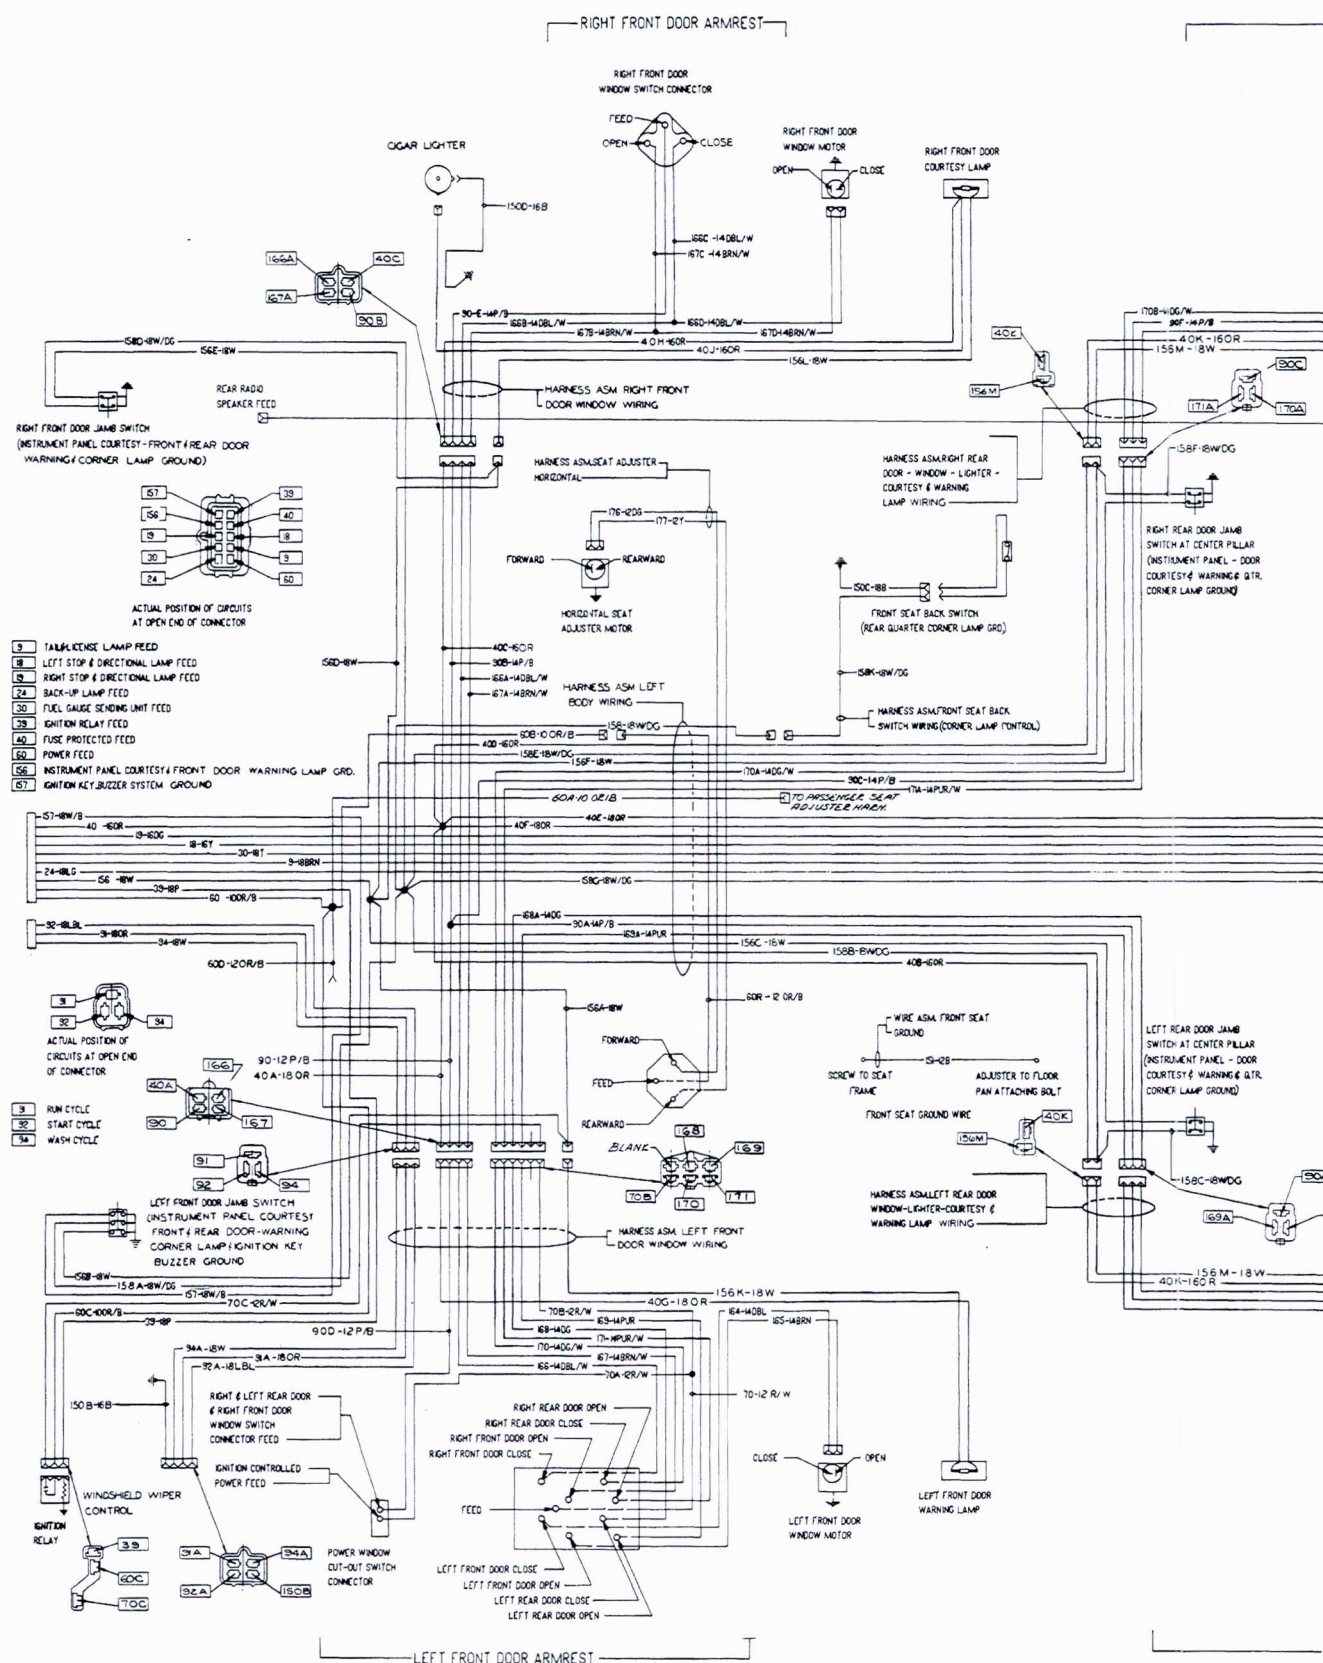 RIGHT FRONT DOOR ARMREST
RIGHT FRONT DOOR
WINDOW SWITCH CONNECTOR
FEED
OPEN
CLOSE
CIGAR LIGHTER
RIGHT FRONT DOOR
WINDOW MOTOR
OPEN
CLOSE
RIGHT FRONT DOOR
COURTESY LAMP
150D-16B
166C -14DBL/W
167C -14BRN/W
166A
40C
167A
90B
90-E-14P/B
166B-14DBL/W
166D-14DBL/W
167B-14BRN/W
167D-14BRN/W
40H-16OR
40J-16OR
156L-18W
158D-18W/DG
156E-18W
170B-14DG/W
90F-14P/B
40K-16OR
156M-18W
40K
156M
90C
171A
170A
REAR RADIO
SPEAKER FEED
HARNESS ASM RIGHT FRONT
DOOR WINDOW WIRING
RIGHT FRONT DOOR JAMB SWITCH
(INSTRUMENT PANEL COURTESY-FRONT & REAR DOOR
WARNING & CORNER LAMP GROUND)
HARNESS ASM.SEAT ADJUSTER
HORIZONTAL
HARNESS ASM.RIGHT REAR
DOOR - WINDOW - LIGHTER -
COURTESY & WARNING
LAMP WIRING
158F-18W/DG
157
39
156
40
19
18
30
9
24
60
ACTUAL POSITION OF CIRCUITS
AT OPEN END OF CONNECTOR
176-12DG
177-12Y
FORWARD
REARWARD
HORIZONTAL SEAT
ADJUSTER MOTOR
150C-18B
FRONT SEAT BACK SWITCH
(REAR QUARTER CORNER LAMP GRD.)
RIGHT REAR DOOR JAMB
SWITCH AT CENTER PILLAR
(INSTRUMENT PANEL - DOOR
COURTESY & WARNING & QTR.
CORNER LAMP GROUND)
9 TAIL & LICENSE LAMP FEED
18 LEFT STOP & DIRECTIONAL LAMP FEED
19 RIGHT STOP & DIRECTIONAL LAMP FEED
24 BACK-UP LAMP FEED
30 FUEL GAUGE SENDING UNIT FEED
39 IGNITION RELAY FEED
40 FUSE PROTECTED FEED
60 POWER FEED
156 INSTRUMENT PANEL COURTESY & FRONT DOOR WARNING LAMP GRD.
157 IGNITION KEY BUZZER SYSTEM GROUND
156D-18W
40C-16OR
90B-14P/B
166A-14DBL/W
167A-14BRN/W
HARNESS ASM LEFT
BODY WIRING
158K-18W/DG
HARNESS ASM.FRONT SEAT BACK
SWITCH WIRING (CORNER LAMP CONTROL)
158-18W/DG
60B-10OR/B
40D-16OR
158E-18W/DG
156F-18W
170A-14DG/W
90C-14P/B
171A-14PUR/W
60A-10 OR/B
TO PASSENGER SEAT
ADJUSTER HARN.
157-18W/B
40 -16OR
40E-18OR
40F-18OR
19-16DG
18-16Y
30-18T
9-18BRN
24-18LG
156 -18W
158G-18W/DG
39-18P
60 -10OR/B
92-18LBL
91-18OR
94-18W
168A-14DG
90A-14P/B
169A-14PUR
156C-16W
158B-8WDG
40B-16OR
60D-12OR/B
156A-18W
60R-12 OR/B
91
92
94
ACTUAL POSITION OF
CIRCUITS AT OPEN END
OF CONNECTOR
WIRE ASM. FRONT SEAT
GROUND
151-12B
SCREW TO SEAT
FRAME
ADJUSTER TO FLOOR
PAN ATTACHING BOLT
FRONT SEAT GROUND WIRE
LEFT REAR DOOR JAMB
SWITCH AT CENTER PILLAR
(INSTRUMENT PANEL - DOOR
COURTESY & WARNING & QTR.
CORNER LAMP GROUND)
FORWARD
FEED
REARWARD
90-12P/B
40A-18OR
40A
166
90
167
91 RUN CYCLE
92 START CYCLE
94 WASH CYCLE
91
92
94
BLANK
168
169
70B
170
171
40K
156M
158C-18WDG
90A
169A
LEFT FRONT DOOR JAMB SWITCH
(INSTRUMENT PANEL COURTESY
FRONT & REAR DOOR-WARNING
CORNER LAMP & IGNITION KEY
BUZZER GROUND
HARNESS ASM LEFT FRONT
DOOR WINDOW WIRING
HARNESS ASM.LEFT REAR DOOR
WINDOW-LIGHTER-COURTESY &
WARNING LAMP WIRING
156B-18W
158A-18W/DG
157-18W/B
70C-12R/W
60C-10OR/B
39-18P
156M-18W
40K-16OR
156K-18W
40G-18OR
70B-12R/W
169-14PUR
168-14DG
171-14PUR/W
170-14DG/W
167-14BRN/W
166-14DBL/W
70A-12R/W
164-14DBL
165-14BRN
90D-12P/B
94A-18W
91A-18OR
92A-18LBL
150B-16B
RIGHT & LEFT REAR DOOR
& RIGHT FRONT DOOR
WINDOW SWITCH
CONNECTOR FEED
70-12 R/W
RIGHT REAR DOOR OPEN
RIGHT REAR DOOR CLOSE
RIGHT FRONT DOOR OPEN
RIGHT FRONT DOOR CLOSE
IGNITION CONTROLLED
POWER FEED
CLOSE
OPEN
WINDSHIELD WIPER
CONTROL
FEED
LEFT FRONT DOOR
WINDOW MOTOR
LEFT FRONT DOOR
WARNING LAMP
IGNITION
RELAY
39
60C
70C
91A
94A
92A
150B
POWER WINDOW
CUT-OUT SWITCH
CONNECTOR
LEFT FRONT DOOR CLOSE
LEFT FRONT DOOR OPEN
LEFT REAR DOOR CLOSE
LEFT REAR DOOR OPEN
LEFT FRONT DOOR ARMREST